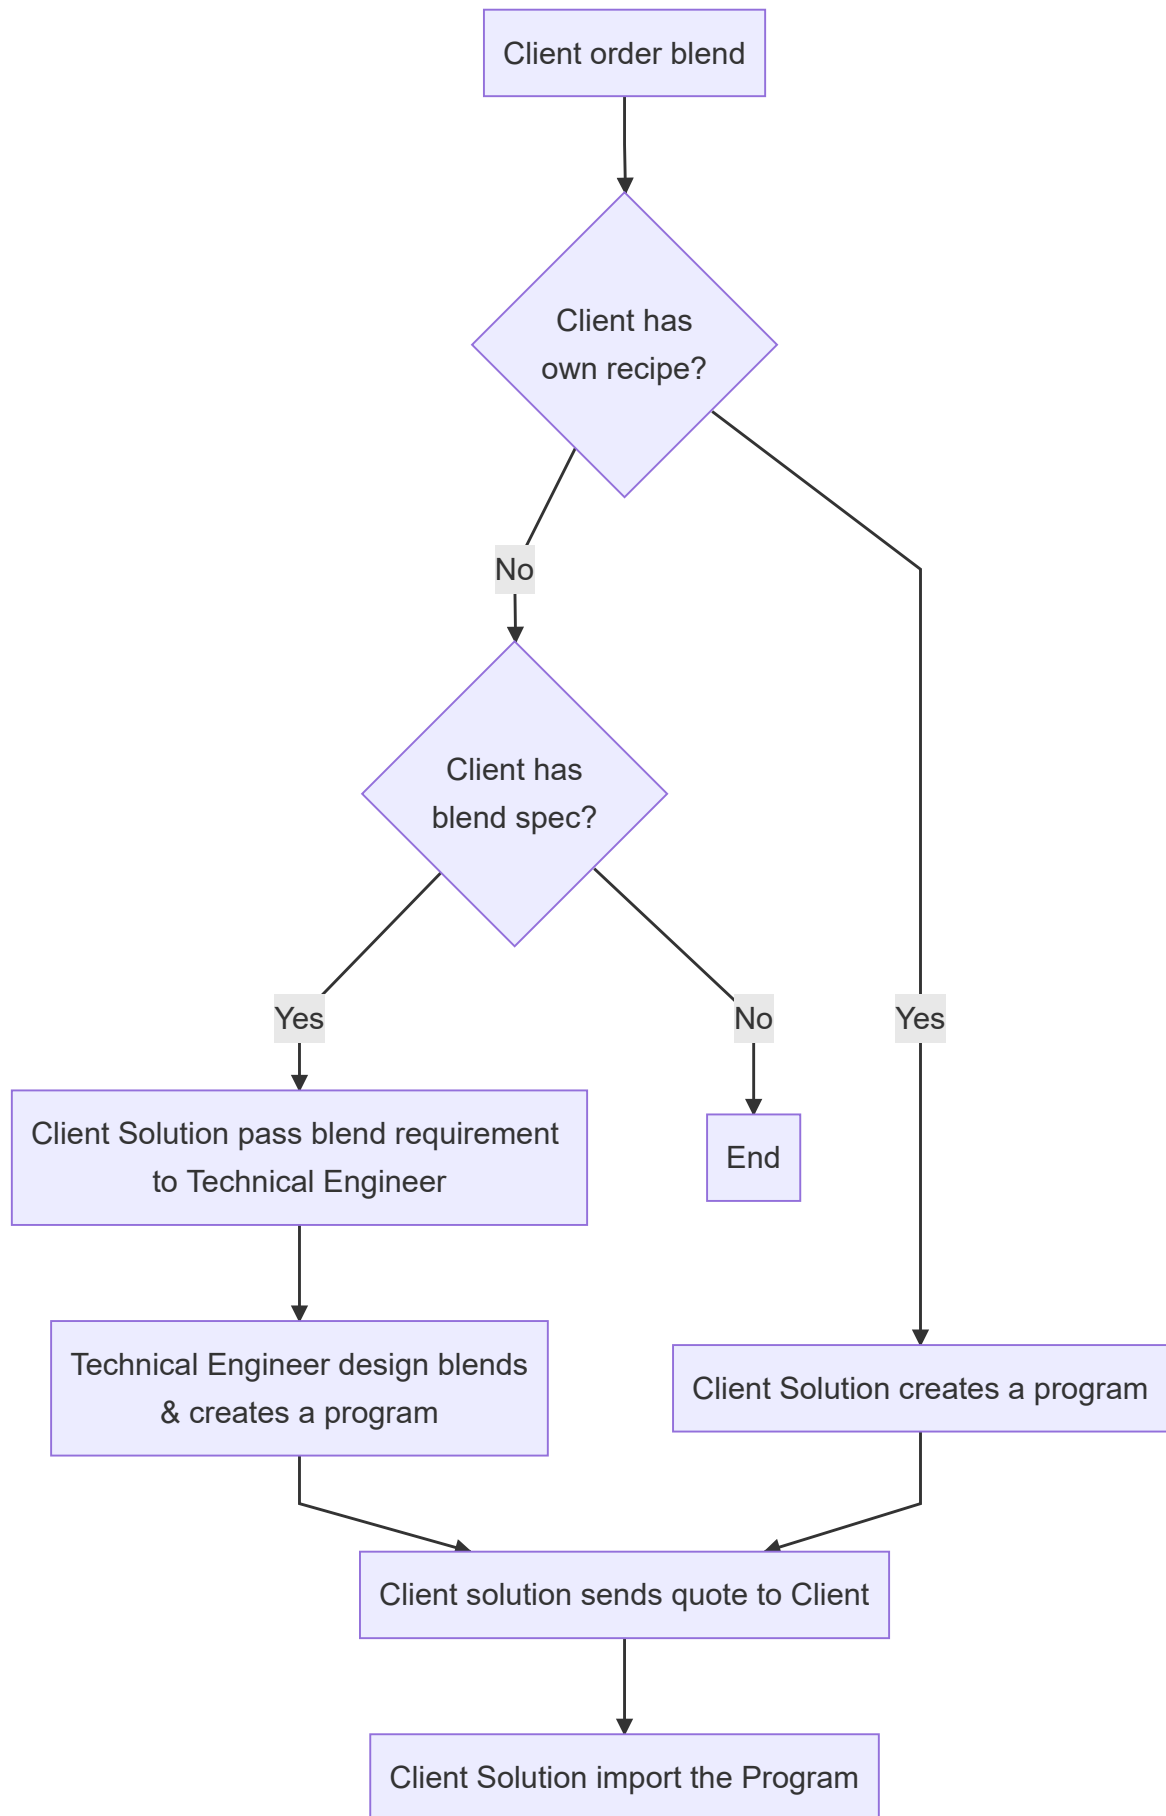 Client order blend
Client has
own recipe?
No
Client has
blend spec?
Yes
No
Yes
Client Solution pass blend requirement
to Technical Engineer
End
Technical Engineer design blends
& creates a program
Client Solution creates a program
Client solution sends quote to Client
Client Solution import the Program